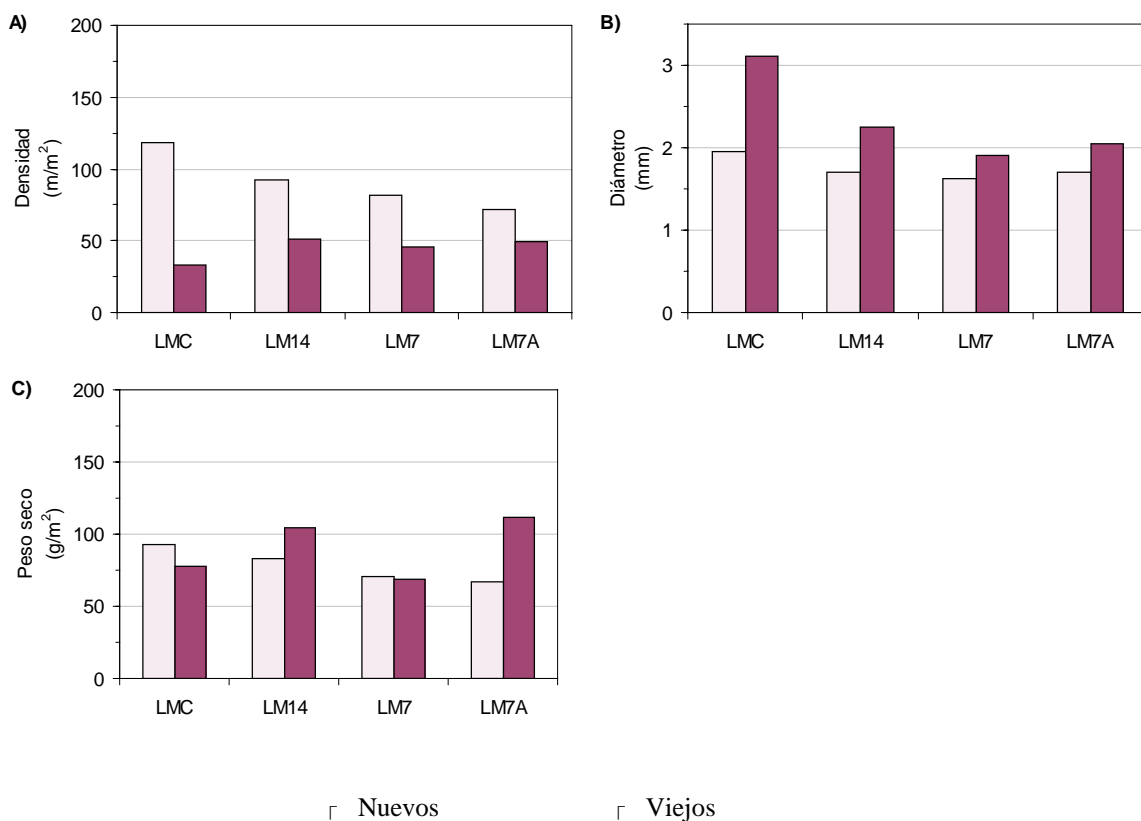 A)
200
150
100
50
0
Densidad
(m/m²)
LMC LM14 LM7 LM7A
B)
3
2
1
0
Diámetro
(mm)
LMC LM14 LM7 LM7A
C)
200
150
100
50
0
Peso seco
(g/m²)
LMC LM14 LM7 LM7A
┌ Nuevos ┌ Viejos